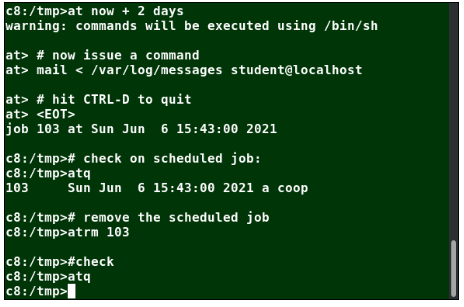 c8:/tmp>at now + 2 days
warning: commands will be executed using /bin/sh
at> # now issue a command
at> mail < /var/log/messages student@localhost
at> # hit CTRL-D to quit
at> <EOT>
job 103 at Sun Jun  6 15:43:00 2021
c8:/tmp># check on scheduled job:
c8:/tmp>atq
103     Sun Jun  6 15:43:00 2021 a coop
c8:/tmp># remove the scheduled job
c8:/tmp>atrm 103
c8:/tmp>#check
c8:/tmp>atq
c8:/tmp>